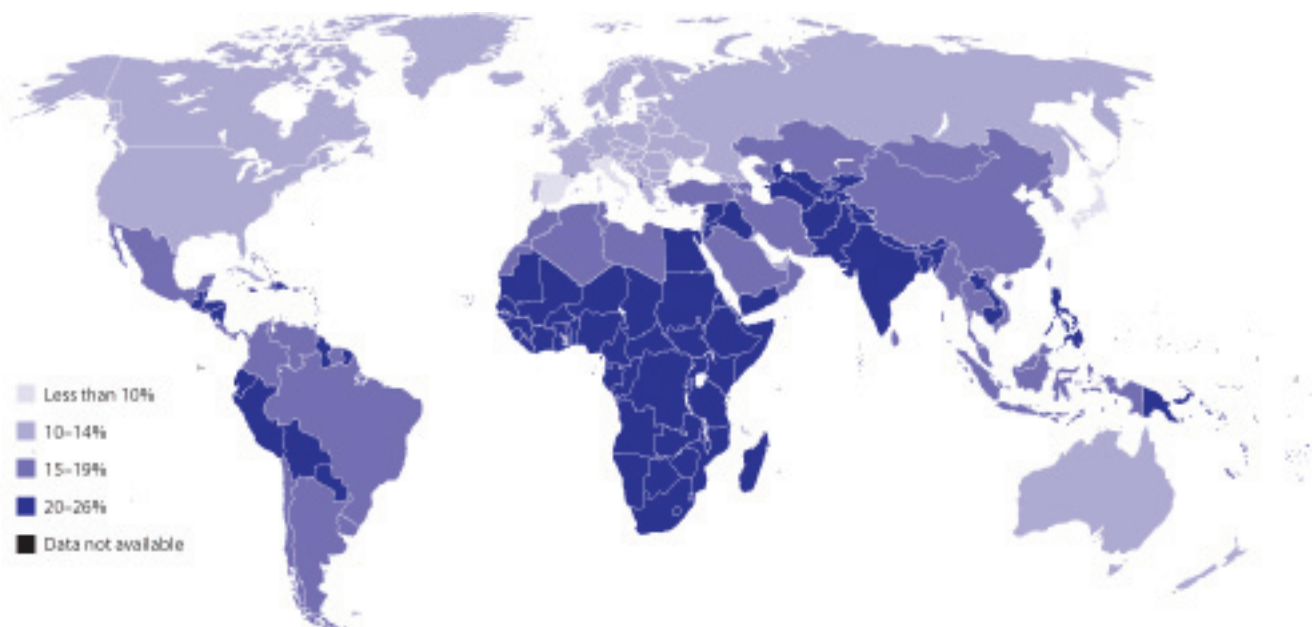 Less than 10%
10–14%
15–19%
20–26%
Data not available